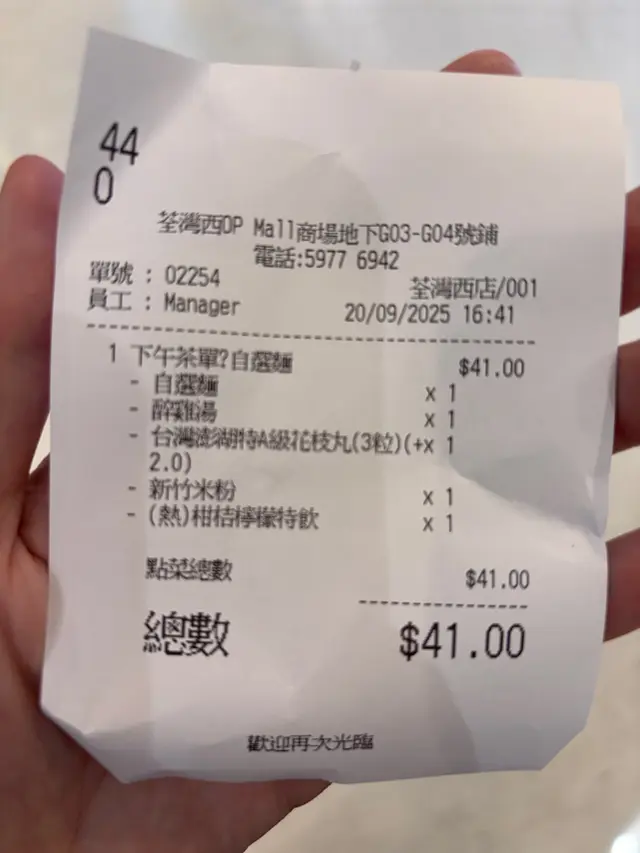 44
0
荃灣西OP Mall商場地下G03-G04號鋪
電話:5977 6942
單號 : 02254 荃灣西店/001
員工 : Manager 20/09/2025 16:41
1 下午茶單?自選麵 $41.00
- 自選麵 x 1
- 醉雞湯 x 1
- 台灣澎湖特A級花枝丸(3粒)(+x 1
2.0)
- 新竹米粉 x 1
- (熱)柑桔檸檬特飲 x 1
點菜總數 $41.00
總數 $41.00
歡迎再次光臨